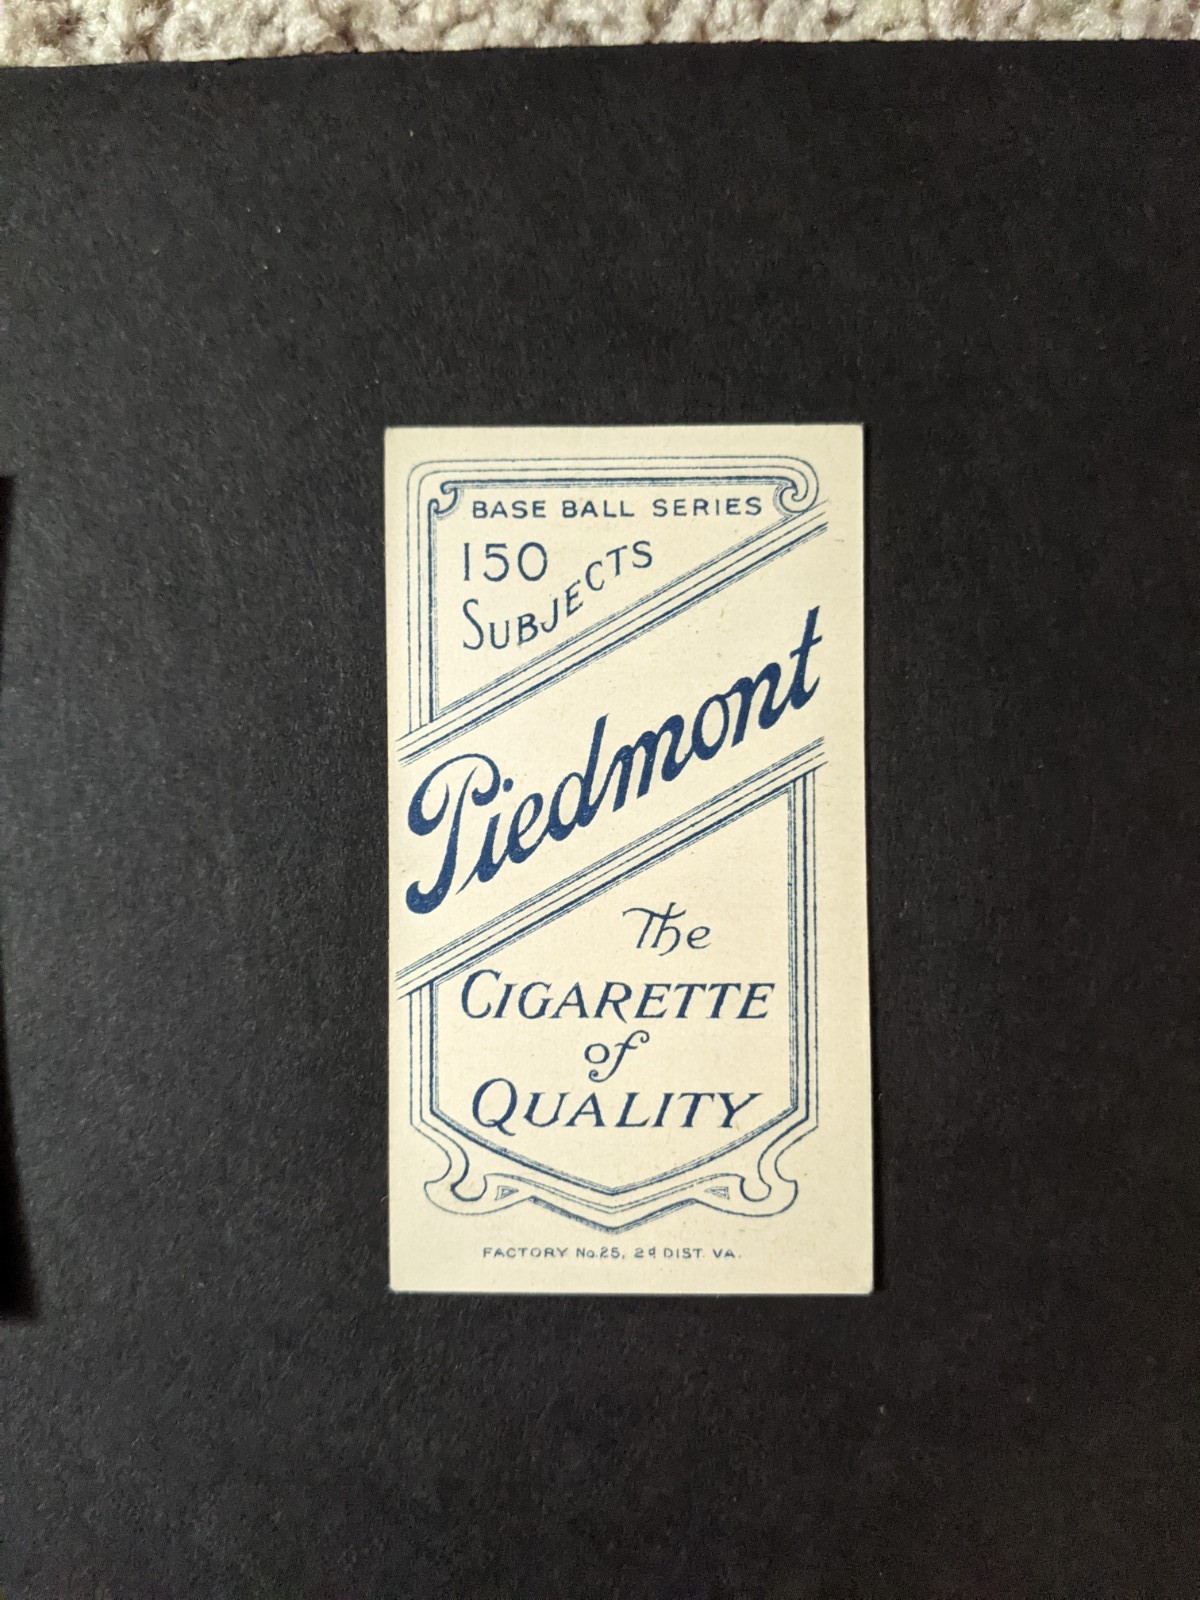 BASE BALL SERIES
150
SUBJECTS
Piedmont
The
CIGARETTE
of
QUALITY
FACTORY No.25, 2d DIST. VA.